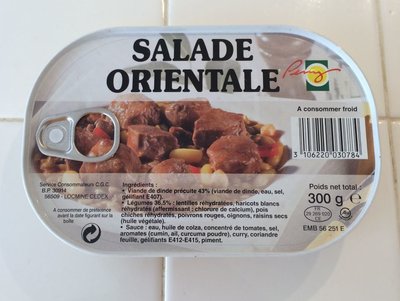 SALADE
ORIENTALE
Peny
A consommer froid
3 106220 030784
Service Consommateurs C.G.C.
56509 - LOCMINE CEDEX
A consommer de préférence
avant la date figurant sur la
boîte.
Ingrédients :
• Viande de dinde précuite 43% (viande de dinde, eau, sel,
gélifiant E407).
• Légumes 36.5% : lentilles réhydratées, haricots blancs
réhydratés (affermissant : chlorure de calcium), pois
chiches réhydratés, poivrons rouges, oignons, raisins secs
(huile végétale).
• Sauce : eau, huile de colza, concentré de tomates, sel,
aromates (cumin, ail, curcuma poudre), curry, coriandre
feuille, gélifiants E412-E415, piment.
Poids net total :
300 g e
EMB 56 251 E